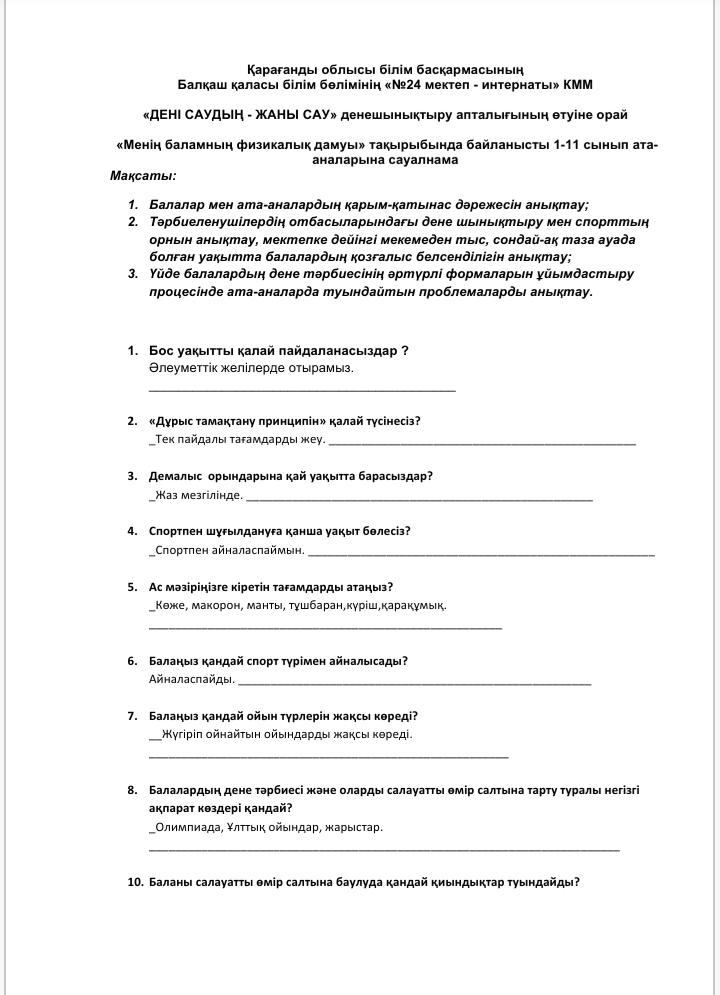 Қарағанды облысы білім басқармасының
Балқаш қаласы білім бөлімінің «№24 мектеп - интернаты» КММ
«ДЕНІ САУДЫҢ - ЖАНЫ САУ» денешынықтыру апталығының өтуіне орай
«Менің баламның физикалық дамуы» тақырыбында байланысты 1-11 сынып ата-
аналарына сауалнама
Мақсаты:
1. Балалар мен ата-аналардың қарым-қатынас дәрежесін анықтау;
2. Тәрбиеленушілердің отбасыларындағы дене шынықтыру мен спорттың
орнын анықтау, мектепке дейінгі мекемеден тыс, сондай-ақ таза ауада
болған уақытта балалардың қозғалыс белсенділігін анықтау;
3. Үйде балалардың дене тәрбиесінің әртүрлі формаларын ұйымдастыру
процесінде ата-аналарда туындайтын проблемаларды анықтау.
1. Бос уақытты қалай пайдаланасыздар ?
Әлеуметтік желілерде отырамыз.
_______________________________________________
2. «Дұрыс тамақтану принципін» қалай түсінесіз?
_Тек пайдалы тағамдарды жеу. _______________________________________________
3. Демалыс  орындарына қай уақытта барасыздар?
_Жаз мезгілінде. _____________________________________________________
4. Спортпен шұғылдануға қанша уақыт бөлесіз?
_Спортпен айналаспаймын. _____________________________________________________
5. Ас мәзіріңізге кіретін тағамдарды атаңыз?
_Көже, макорон, манты, тұшбаран,күріш,қарақұмық.
______________________________________________________
6. Балаңыз қандай спорт түрімен айналысады?
Айналаспайды. ______________________________________________________
7. Балаңыз қандай ойын түрлерін жақсы көреді?
__Жүгіріп ойнайтын ойындарды жақсы көреді.
_______________________________________________________
8. Балалардың дене тәрбиесі және оларды салауатты өмір салтына тарту туралы негізгі
ақпарат көздері қандай?
_Олимпиада, Ұлттық ойындар, жарыстар.
________________________________________________________________________
10. Баланы салауатты өмір салтына баулуда қандай қиындықтар туындайды?